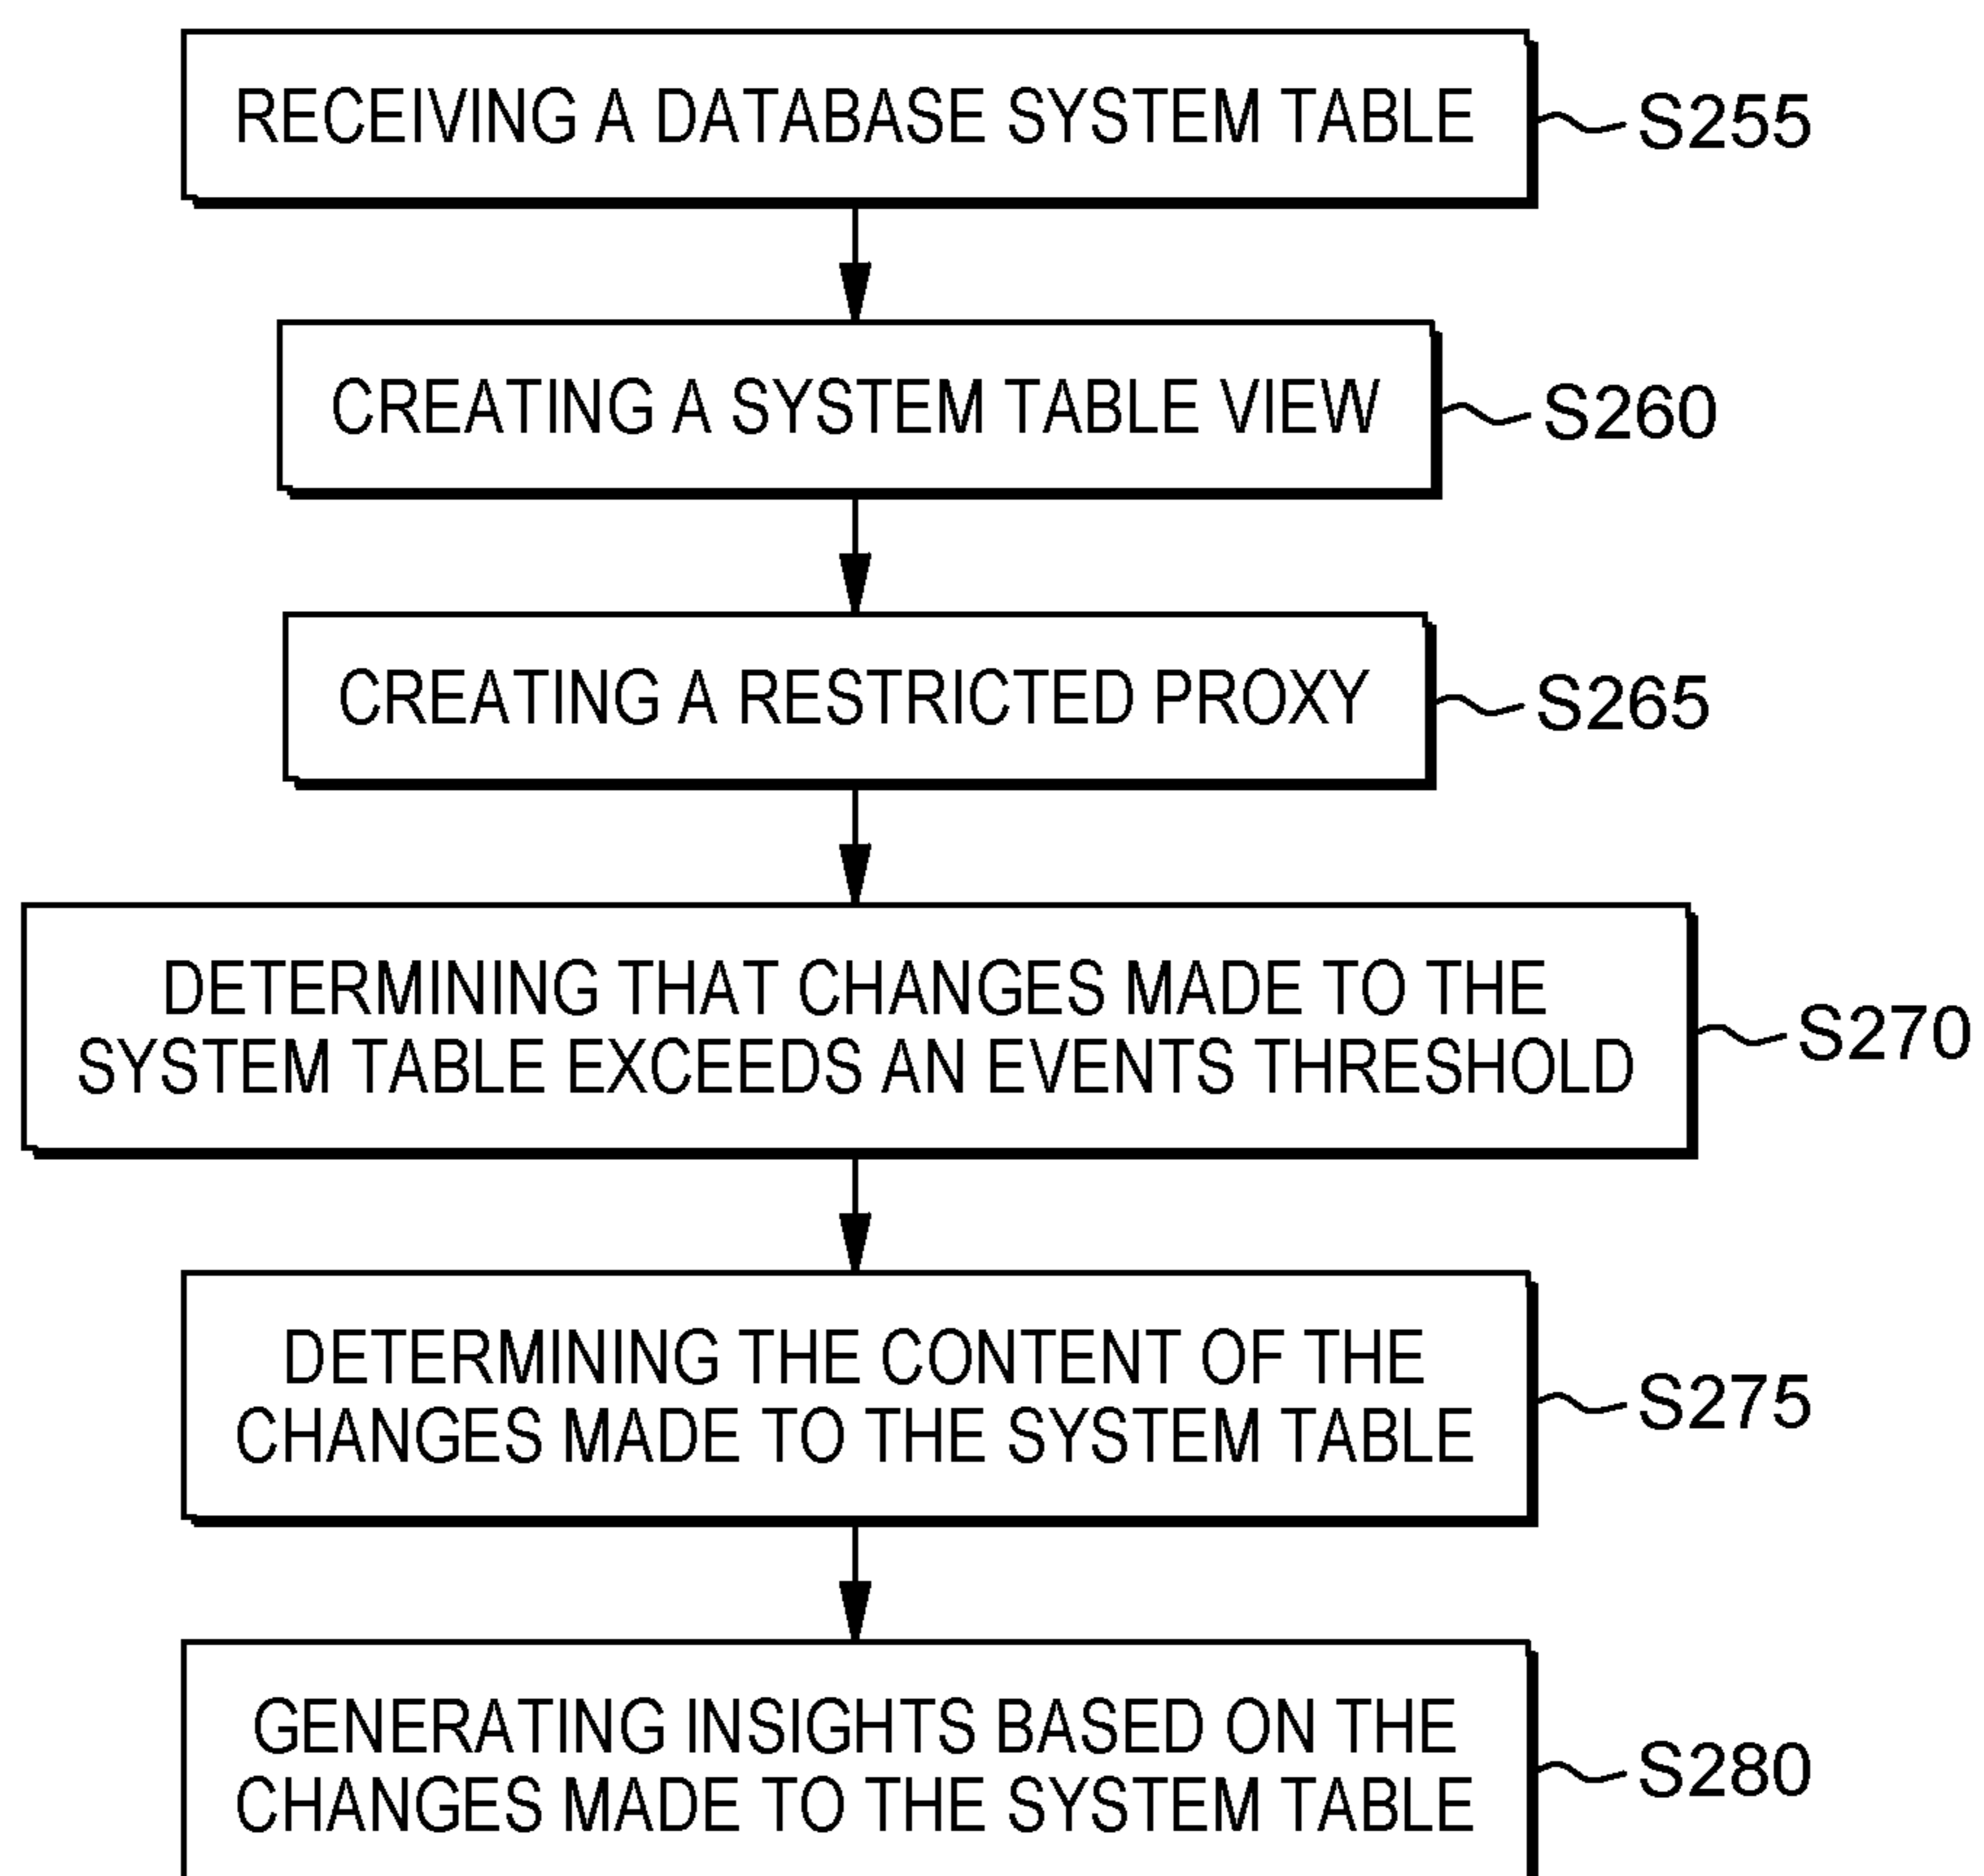 RECEIVING A DATABASE SYSTEM TABLE
S255
CREATING A SYSTEM TABLE VIEW
S260
CREATING A RESTRICTED PROXY
S265
DETERMINING THAT CHANGES MADE TO THE
SYSTEM TABLE EXCEEDS AN EVENTS THRESHOLD
S270
DETERMINING THE CONTENT OF THE
CHANGES MADE TO THE SYSTEM TABLE
S275
GENERATING INSIGHTS BASED ON THE
CHANGES MADE TO THE SYSTEM TABLE
S280